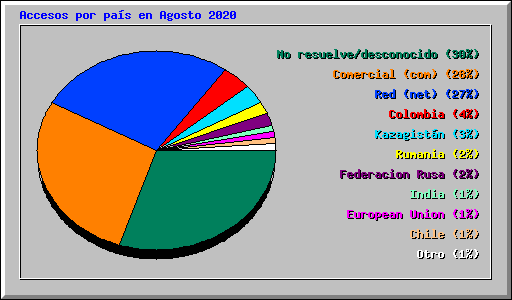 Accesos por país en Agosto 2020
No resuelve/desconocido (30%)
Comercial (com) (28%)
Red (net) (27%)
Colombia (4%)
Kazagistán (3%)
Rumania (2%)
Federacion Rusa (2%)
India (1%)
European Union (1%)
Chile (1%)
Otro (1%)